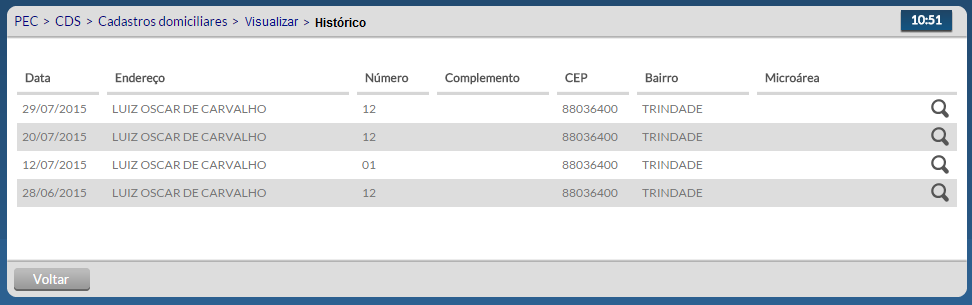 PEC > CDS > Cadastros domiciliares > Visualizar > Histórico 10:51
Data Endereço Número Complemento CEP Bairro Microárea
29/07/2015 LUIZ OSCAR DE CARVALHO 12 88036400 TRINDADE
20/07/2015 LUIZ OSCAR DE CARVALHO 12 88036400 TRINDADE
12/07/2015 LUIZ OSCAR DE CARVALHO 01 88036400 TRINDADE
28/06/2015 LUIZ OSCAR DE CARVALHO 12 88036400 TRINDADE
Voltar